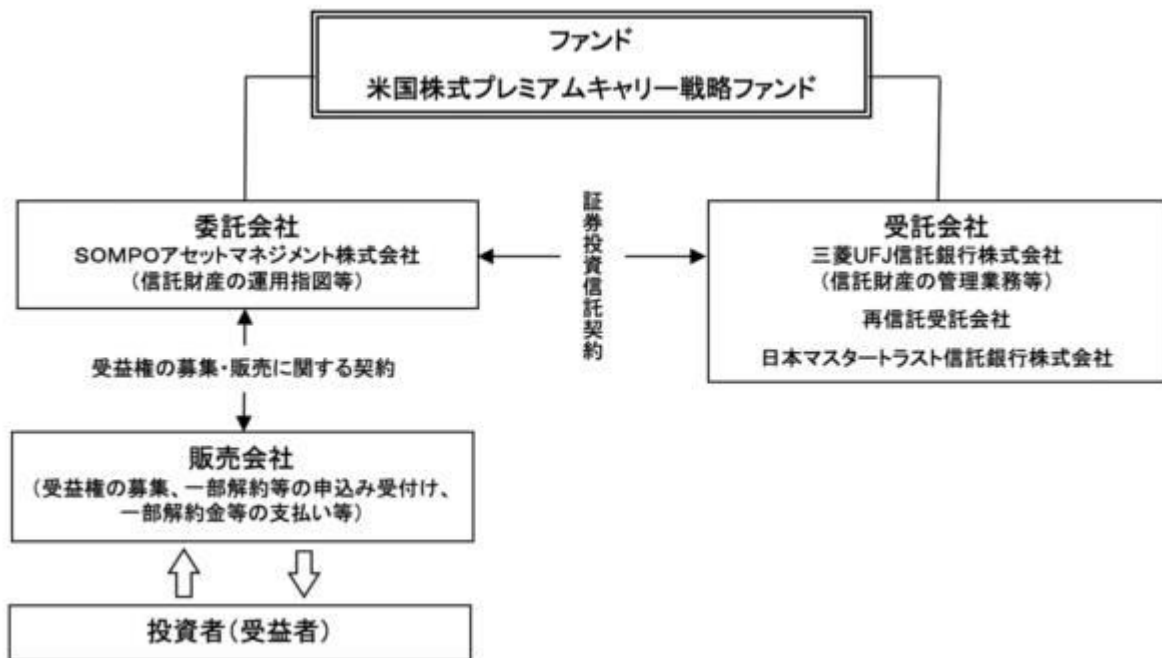 ファンド
米国株式プレミアムキャリー戦略ファンド
委託会社
SOMPOアセットマネジメント株式会社
(信託財産の運用指図等)
証券投資信託契約
受託会社
三菱UFJ信託銀行株式会社
(信託財産の管理業務等)
再信託受託会社
日本マスタートラスト信託銀行株式会社
受益権の募集・販売に関する契約
販売会社
(受益権の募集、一部解約等の申込み受付け、
一部解約金等の支払い等)
投資者(受益者)